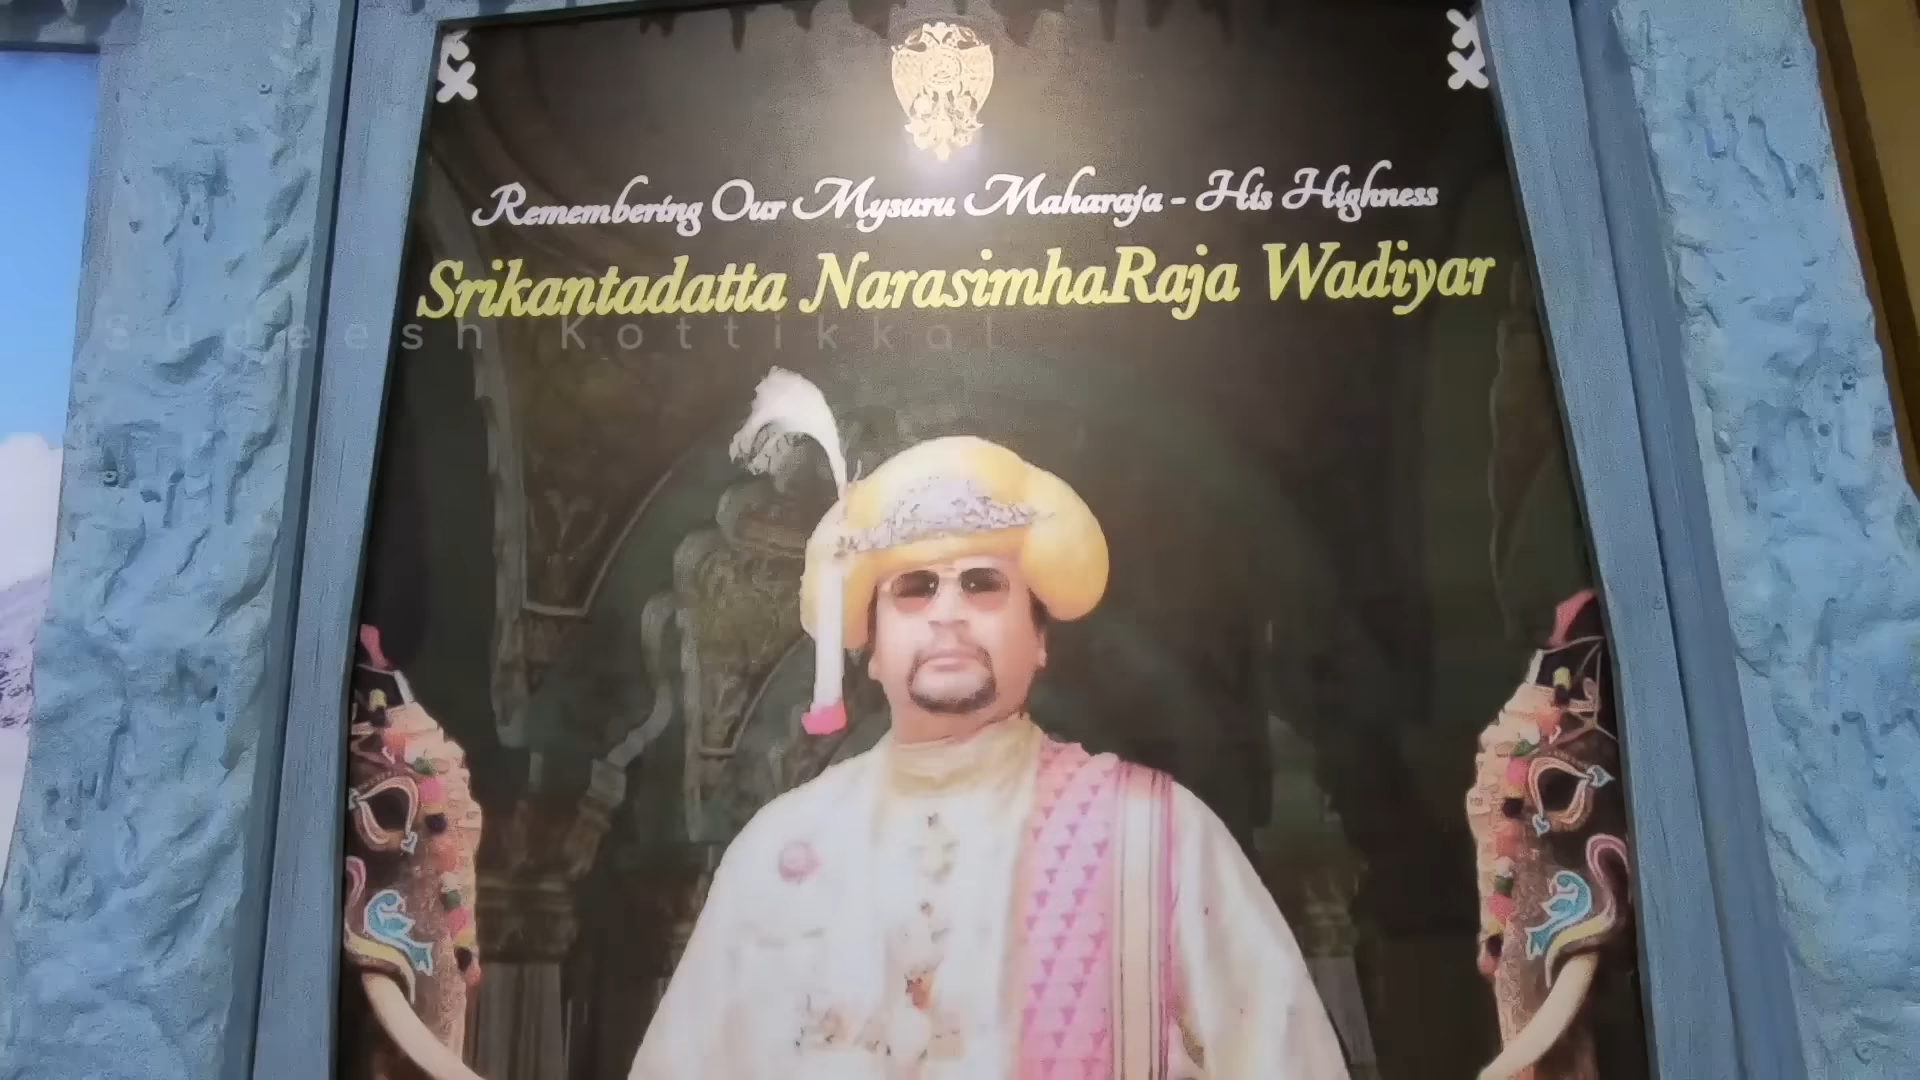 Remembering Our Mysuru Maharaja - His Highness
Srikantadatta NarasimhaRaja Wadiyar
Sudeesh Kottikkal